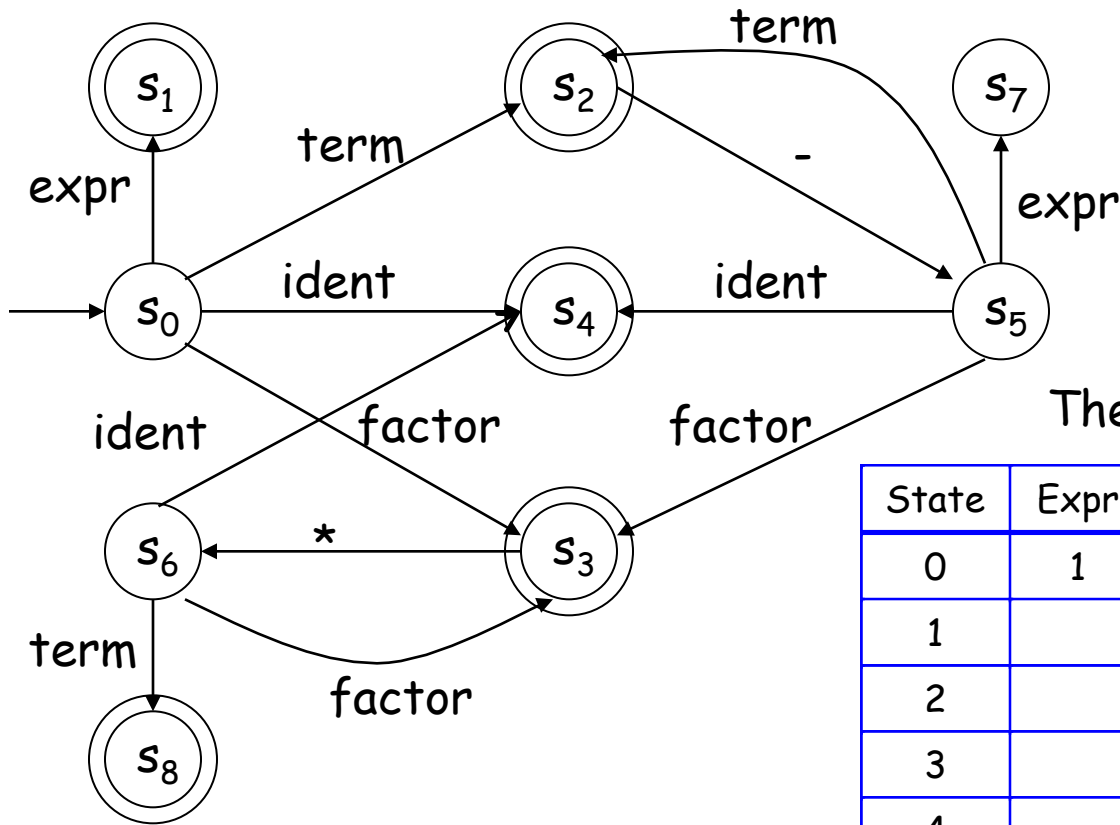 term
s1
s2
s7
term
-
expr
expr
ident
ident
s0
s4
s5
The
ident
factor
factor
State Expr
0 1
s6
*
s3
1
term
factor
2
s8
3
4